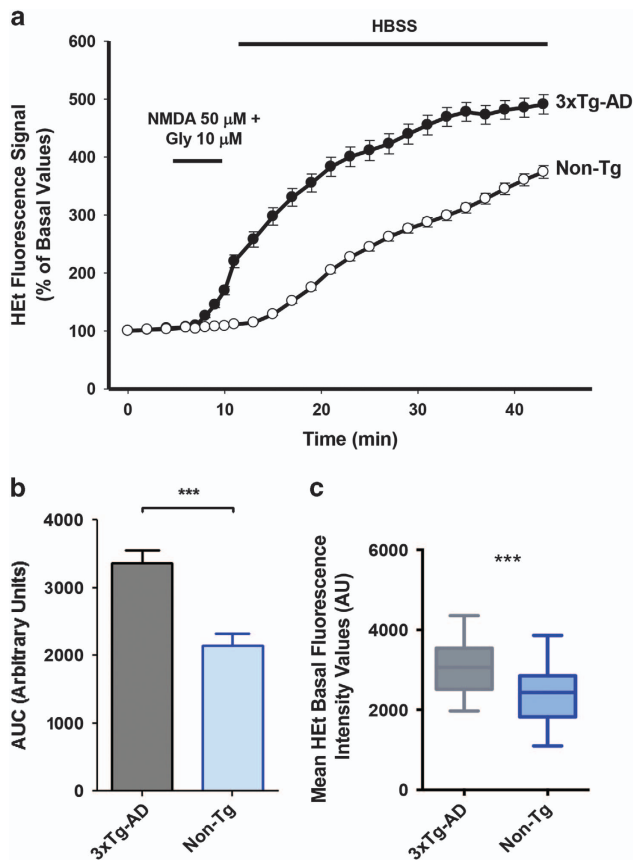 a
HBSS
600
500
400
300
200
100
0
HEt Fluorescence Signal
(% of Basal Values)
NMDA 50 μM +
Gly 10 μM
3xTg-AD
Non-Tg
0
10
20
30
40
Time (min)
b
***
4000
3000
2000
1000
0
AUC (Arbitrary Units)
3xTg-AD
Non-Tg
c
***
6000
4000
2000
0
Mean HEt Basal Fluorescence
Intensity Values (AU)
3xTg-AD
Non-Tg